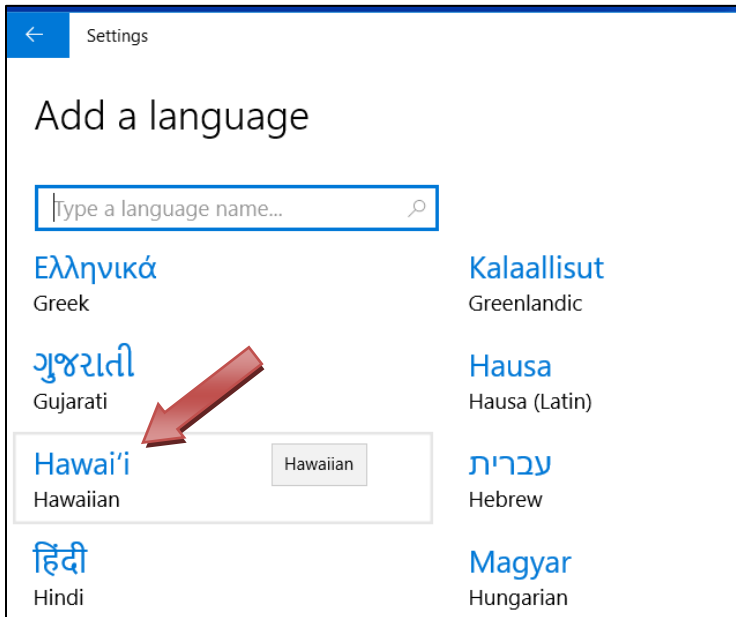 Settings
Add a language
Type a language name...
Ελληνικά
Greek
Kalaallisut
Greenlandic
ગુજરાતી
Gujarati
Hausa
Hausa (Latin)
Hawaiʻi
Hawaiian
Hawaiian
עברית
Hebrew
हिंदी
Hindi
Magyar
Hungarian